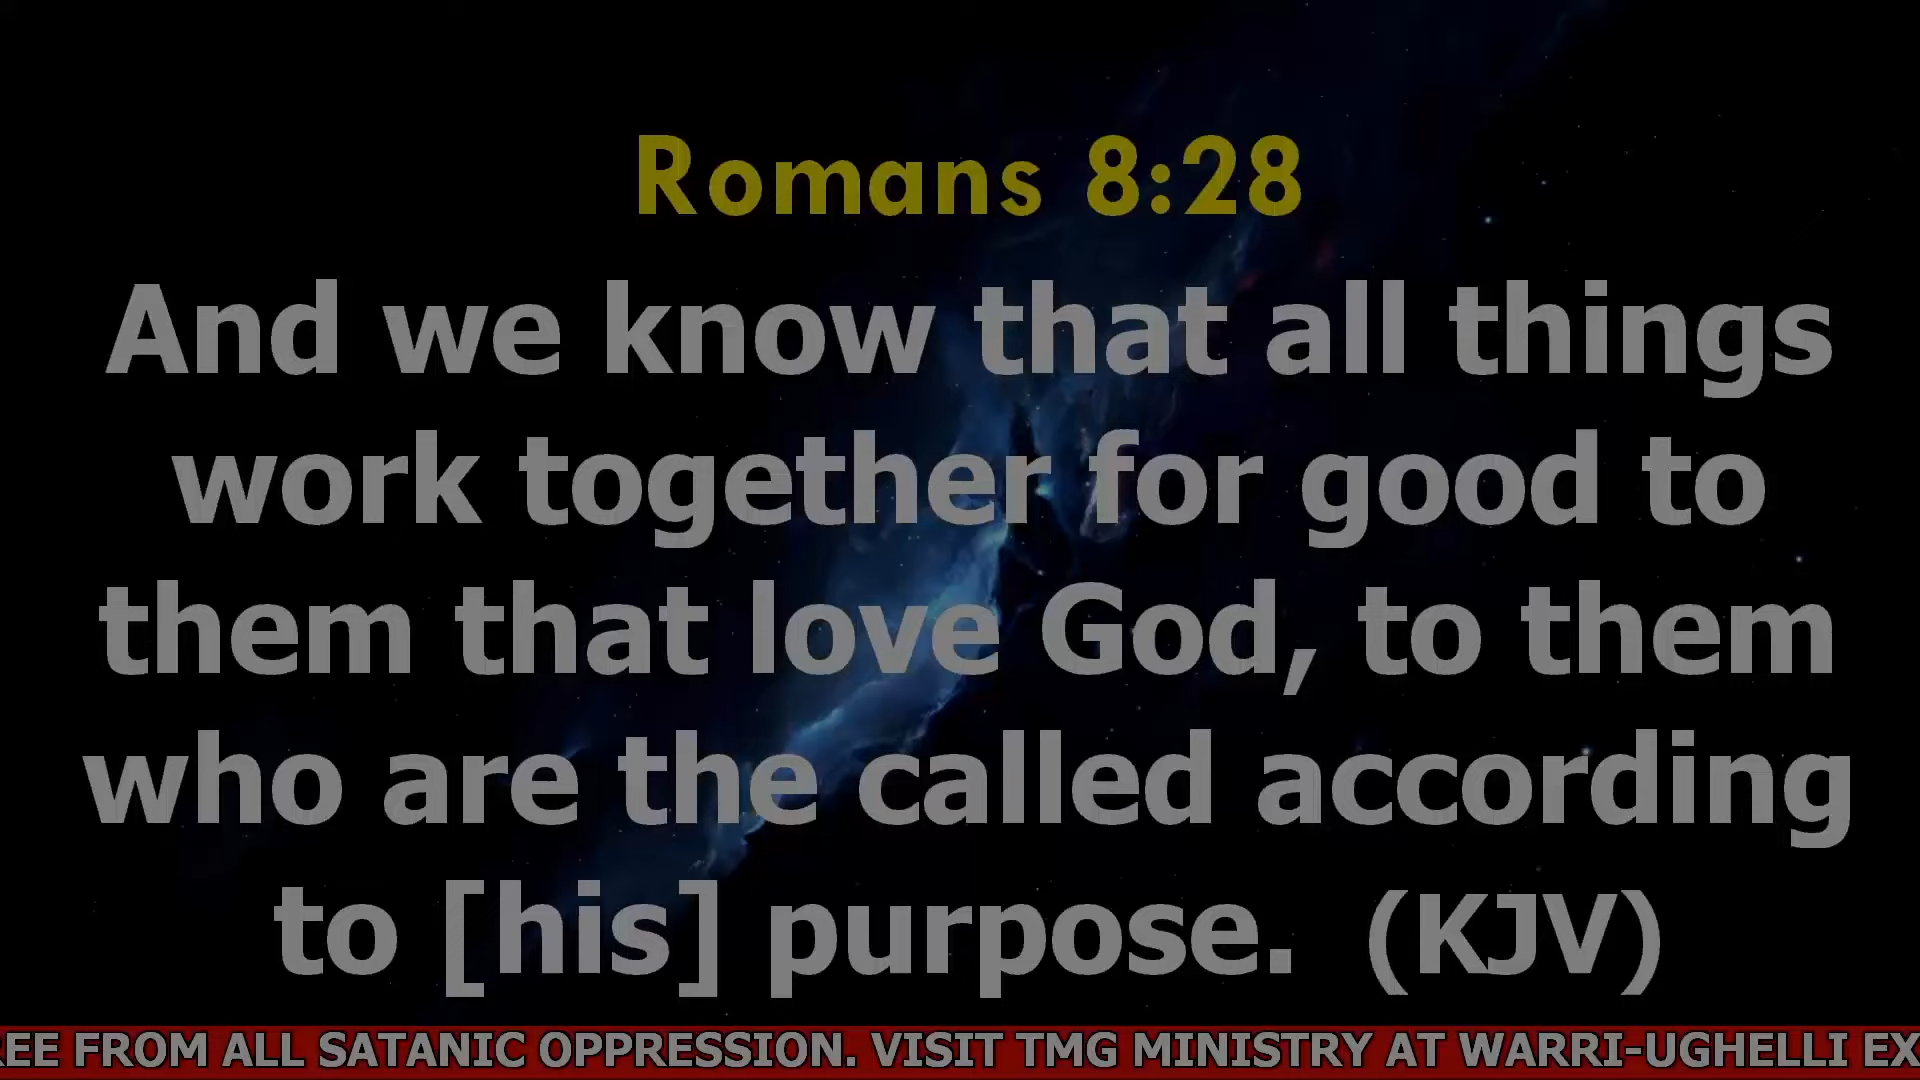 Romans 8:28
And we know that all things
work together for good to
them that love God, to them
who are the called according
to [his] purpose. (KJV)
REE FROM ALL SATANIC OPPRESSION. VISIT TMG MINISTRY AT WARRI-UGHELLI EX